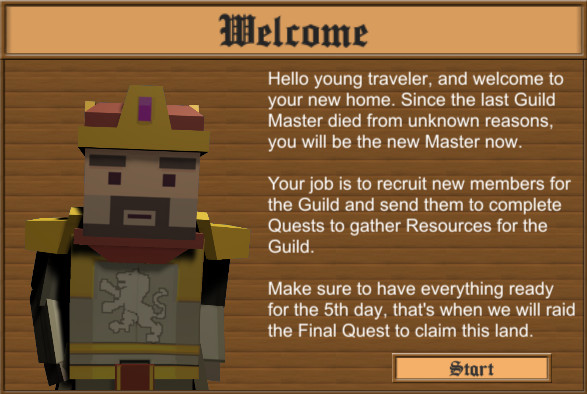 Welcome
Hello young traveler, and welcome to
your new home. Since the last Guild
Master died from unknown reasons,
you will be the new Master now.
Your job is to recruit new members for
the Guild and send them to complete
Quests to gather Resources for the
Guild.
Make sure to have everything ready
for the 5th day, that's when we will raid
the Final Quest to claim this land.
Start